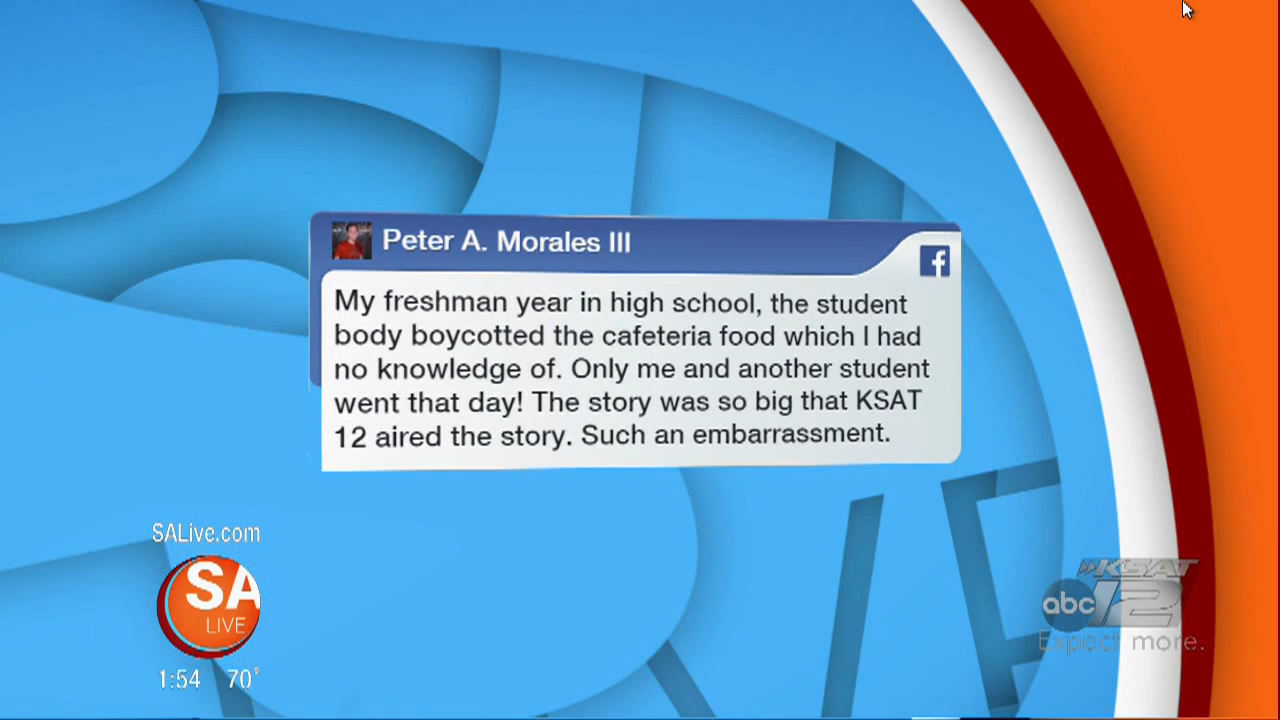 Peter A. Morales III
My freshman year in high school, the student
body boycotted the cafeteria food which I had
no knowledge of. Only me and another student
went that day! The story was so big that KSAT
12 aired the story. Such an embarrassment.
SALive.com
SA
LIVE
1:54 70°
KSAT
abc 12
Expect more.